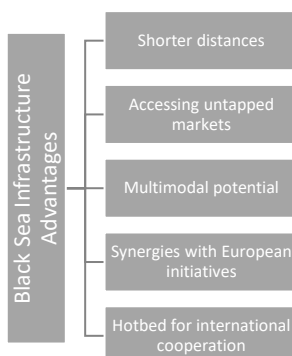 Black Sea Infrastructure
Advantages
Shorter distances
Accessing untapped
markets
Multimodal potential
Synergies with European
initiatives
Hotbed for international
cooperation